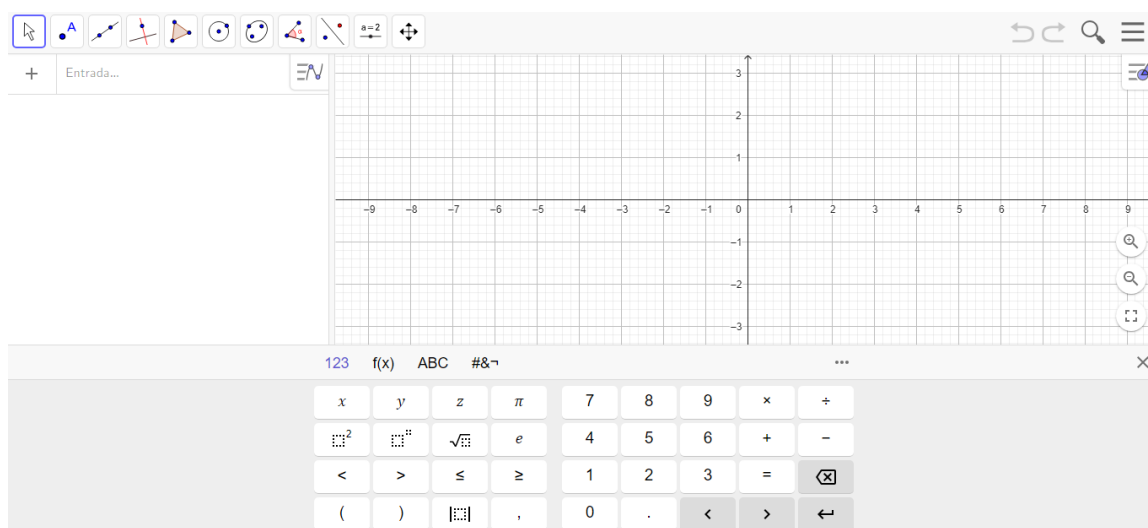 A
a=2
+ Entrada...
3
2
1
−9 −8 −7 −6 −5 −4 −3 −2 −1 0 1 2 3 4 5 6 7 8 9
−1
−2
−3
123 f(x) ABC #&¬ •••
x y z π 7 8 9 × ÷
□² √ e 4 5 6 + −
< > ≤ ≥ 1 2 3 =
( ) |□| , 0 . < >